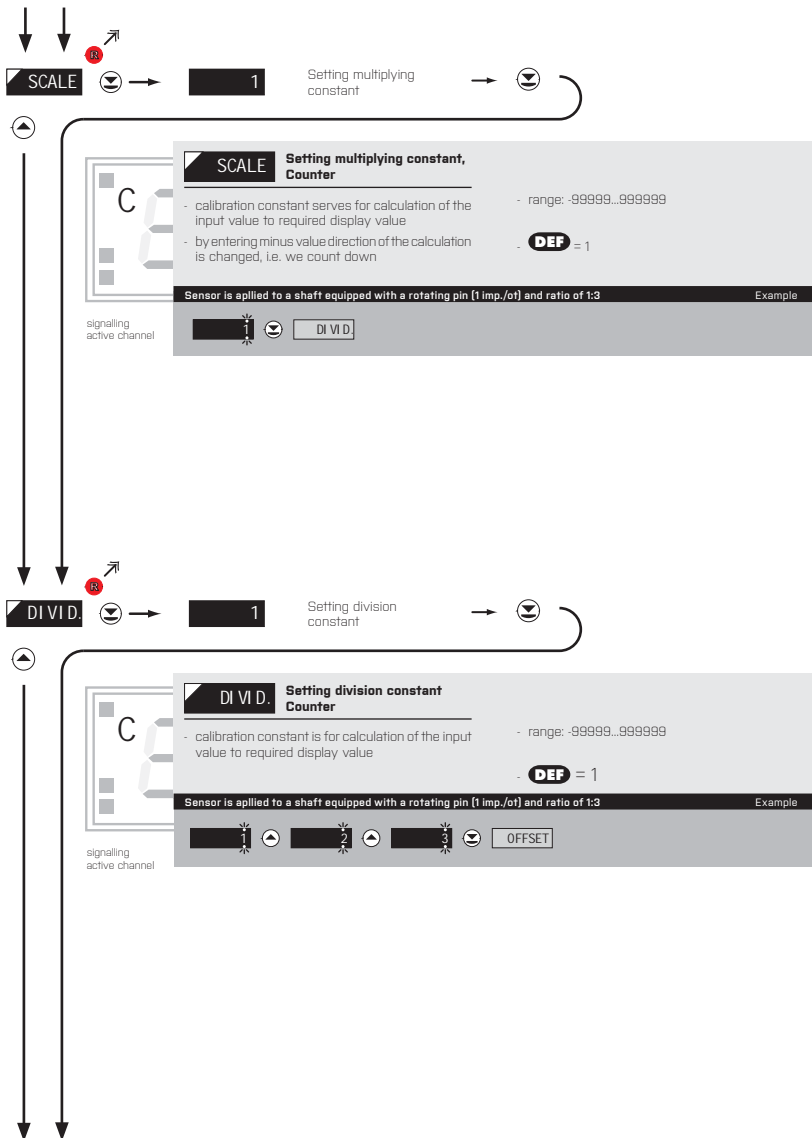 R
SCALE
1
Setting multiplying
constant
SCALE
Setting multiplying constant,
Counter
- calibration constant serves for calculation of the
input value to required display value
- by entering minus value direction of the calculation
is changed, i.e. we count down
- range: -99999...999999
- DEF = 1
C
Sensor is apllied to a shaft equipped with a rotating pin (1 imp./ot) and ratio of 1:3
Example
signalling
active channel
1
DIVID.
R
DIVID.
1
Setting division
constant
DIVID.
Setting division constant
Counter
- calibration constant is for calculation of the input
value to required display value
- range: -99999...999999
- DEF = 1
C
Sensor is apllied to a shaft equipped with a rotating pin (1 imp./ot) and ratio of 1:3
Example
signalling
active channel
1
2
3
OFFSET